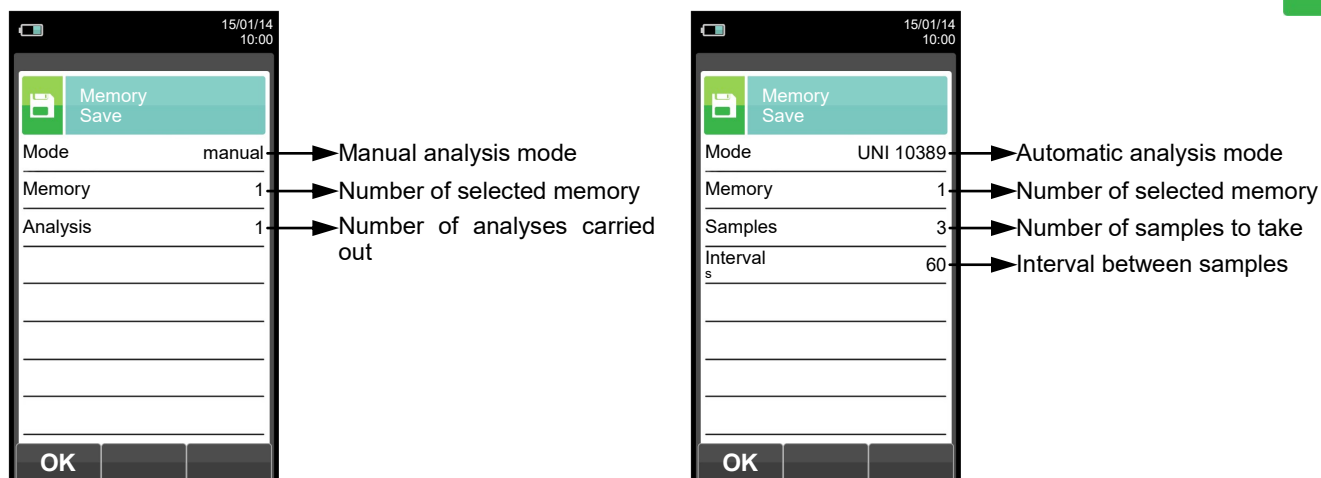 15/01/14
10:00
Memory
Save
Mode manual
Memory 1
Analysis 1
OK
Manual analysis mode
Number of selected memory
Number of analyses carried
out
15/01/14
10:00
Memory
Save
Mode UNI 10389
Memory 1
Samples 3
Interval 60
s
OK
Automatic analysis mode
Number of selected memory
Number of samples to take
Interval between samples